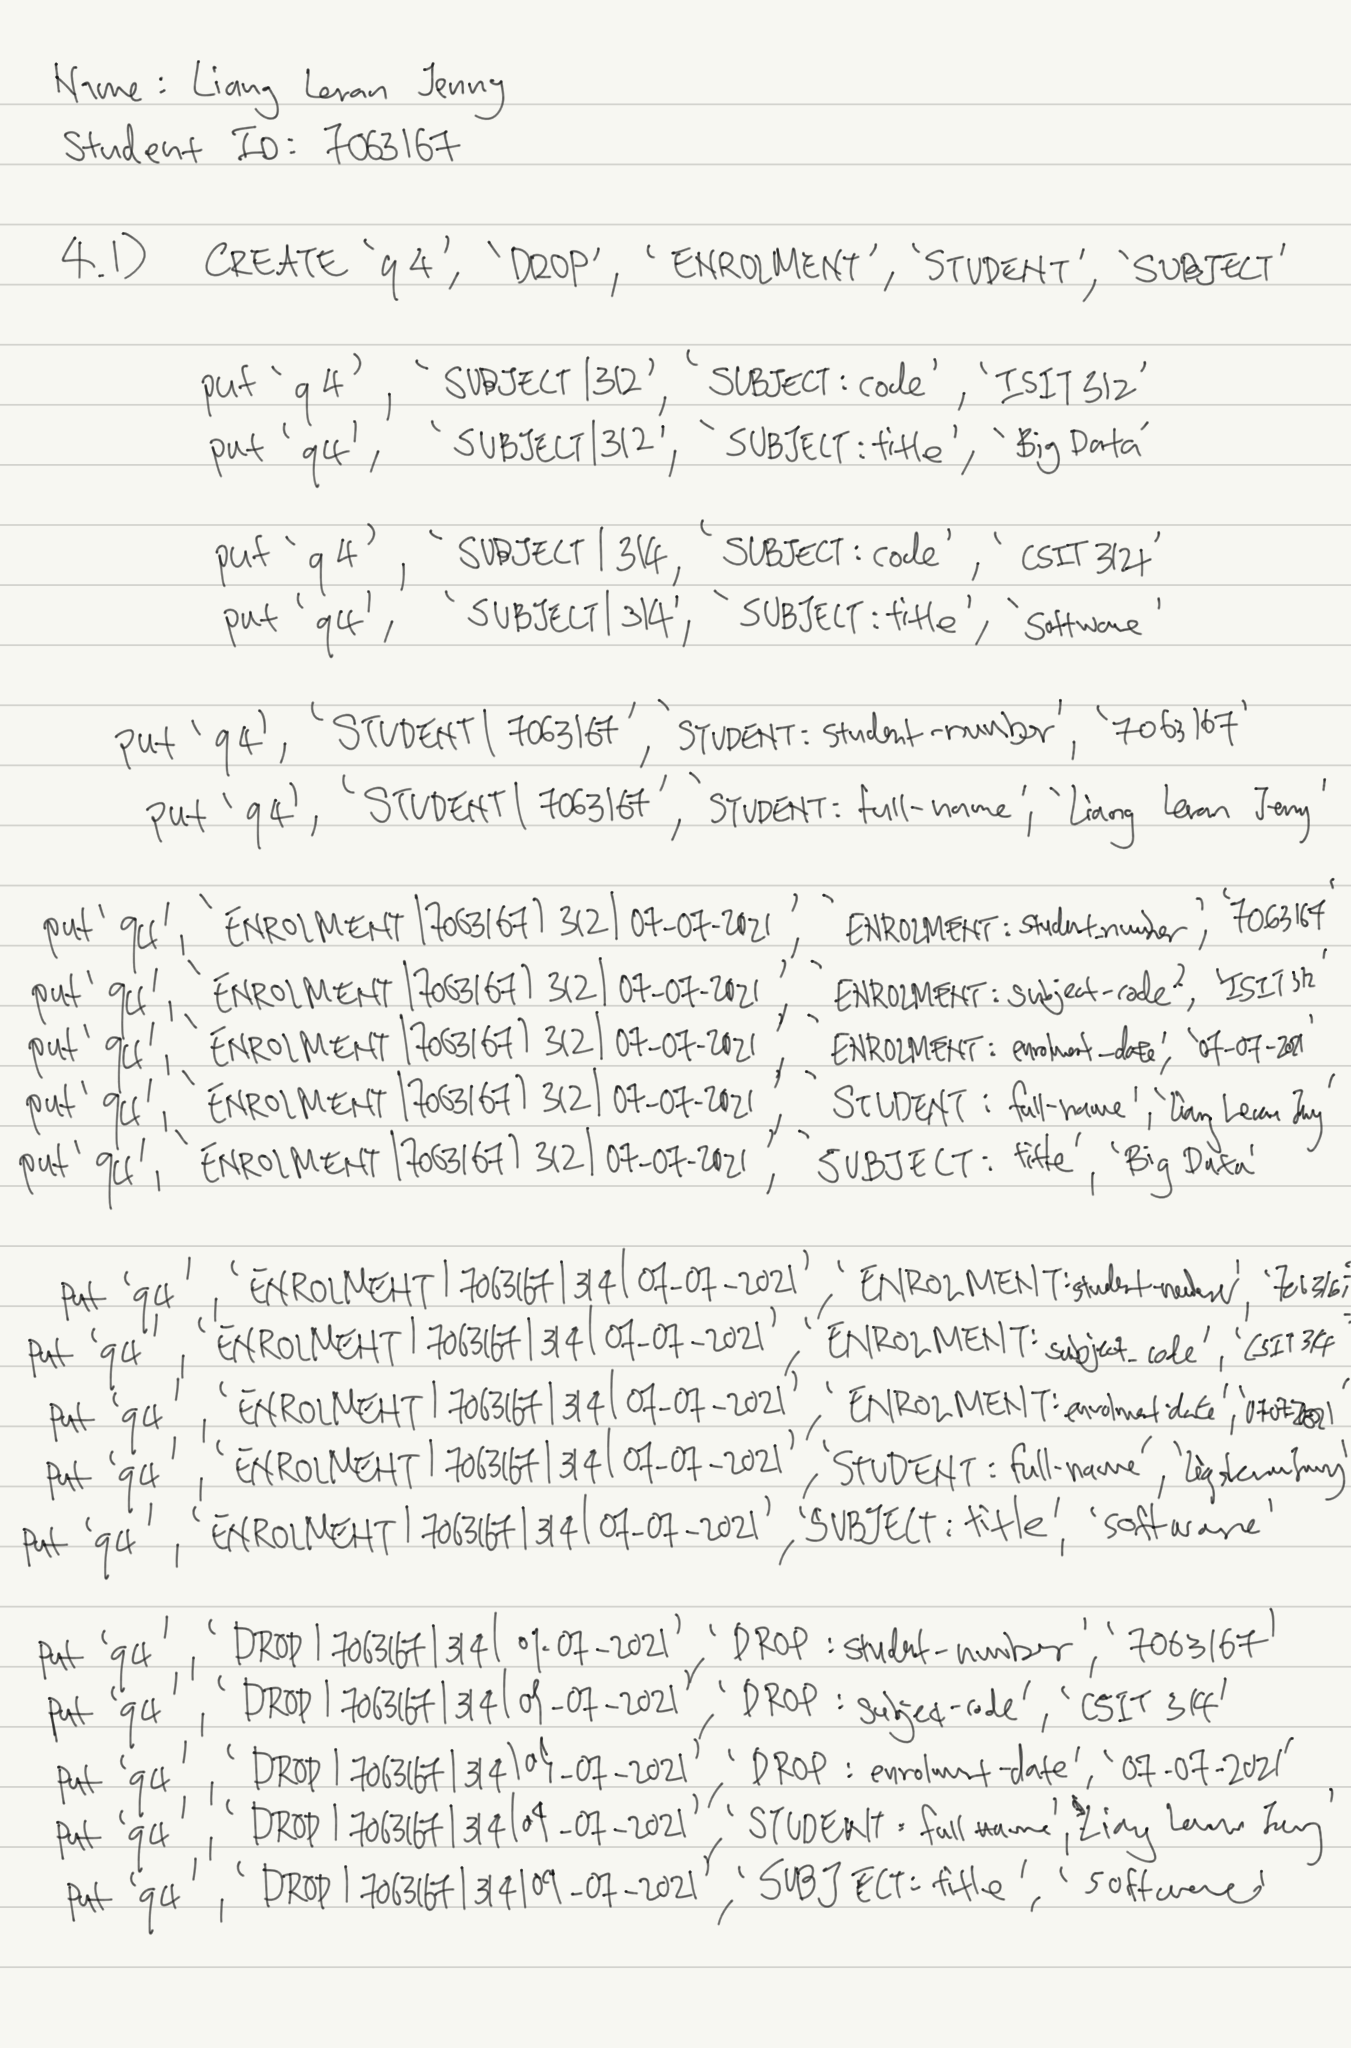 Name: Liang Leran Jenny
Student ID: 7063167
4.1) CREATE 'q4', 'DROP', 'ENROLMENT', 'STUDENT', 'SUBJECT'
put 'q4', 'SUBJECT|312', 'SUBJECT:code', 'ISIT312'
put 'q4', 'SUBJECT|312', 'SUBJECT:title', 'Big Data'
put 'q4', 'SUBJECT|314, 'SUBJECT:code', 'CSIT 324'
put 'q4', 'SUBJECT|314', 'SUBJECT:title', 'Software'
put 'q4', 'STUDENT|7063167', 'STUDENT: student-number', '7063167'
put 'q4', 'STUDENT|7063167', 'STUDENT: full-name', 'Liang Leran Jenny'
put 'q4', 'ENROLMENT|7063167|312|07-07-2021', 'ENROLMENT: student_number', '7063167'
put 'q4', 'ENROLMENT|7063167|312|07-07-2021', 'ENROLMENT: subject-code', 'ISIT312'
put 'q4', 'ENROLMENT|7063167|312|07-07-2021', 'ENROLMENT: enrolment-date', '07-07-2021'
put 'q4', 'ENROLMENT|7063167|312|07-07-2021', 'STUDENT: full-name', 'Liang Leran Jenny'
put 'q4', 'ENROLMENT|7063167|312|07-07-2021', 'SUBJECT: title', 'Big Data'
put 'q4', 'ENROLMENT|7063167|314|07-07-2021', 'ENROLMENT:student-number', '7063167
put 'q4', 'ENROLMENT|7063167|314|07-07-2021', 'ENROLMENT: subject_code', 'CSIT 314
put 'q4', 'ENROLMENT|7063167|314|07-07-2021', 'ENROLMENT:enrolment-date', '07-07-2021
put 'q4', 'ENROLMENT|7063167|314|07-07-2021', 'STUDENT: full-name',
put 'q4', 'ENROLMENT|7063167|314|07-07-2021', 'SUBJECT: title', 'software'
put 'q4', 'DROP|7063167|314|09-07-2021', 'DROP: student-number', '7063167'
put 'q4', 'DROP|7063167|314|09-07-2021', 'DROP: subject-code', 'CSIT 314'
put 'q4', 'DROP|7063167|314|09-07-2021', 'DROP: enrolment-date', '07-07-2021'
put 'q4', 'DROP|7063167|314|09-07-2021', 'STUDENT: full-name', 'Liang Leran Jenny'
put 'q4', 'DROP|7063167|314|09-07-2021', 'SUBJECT: title', 'software'